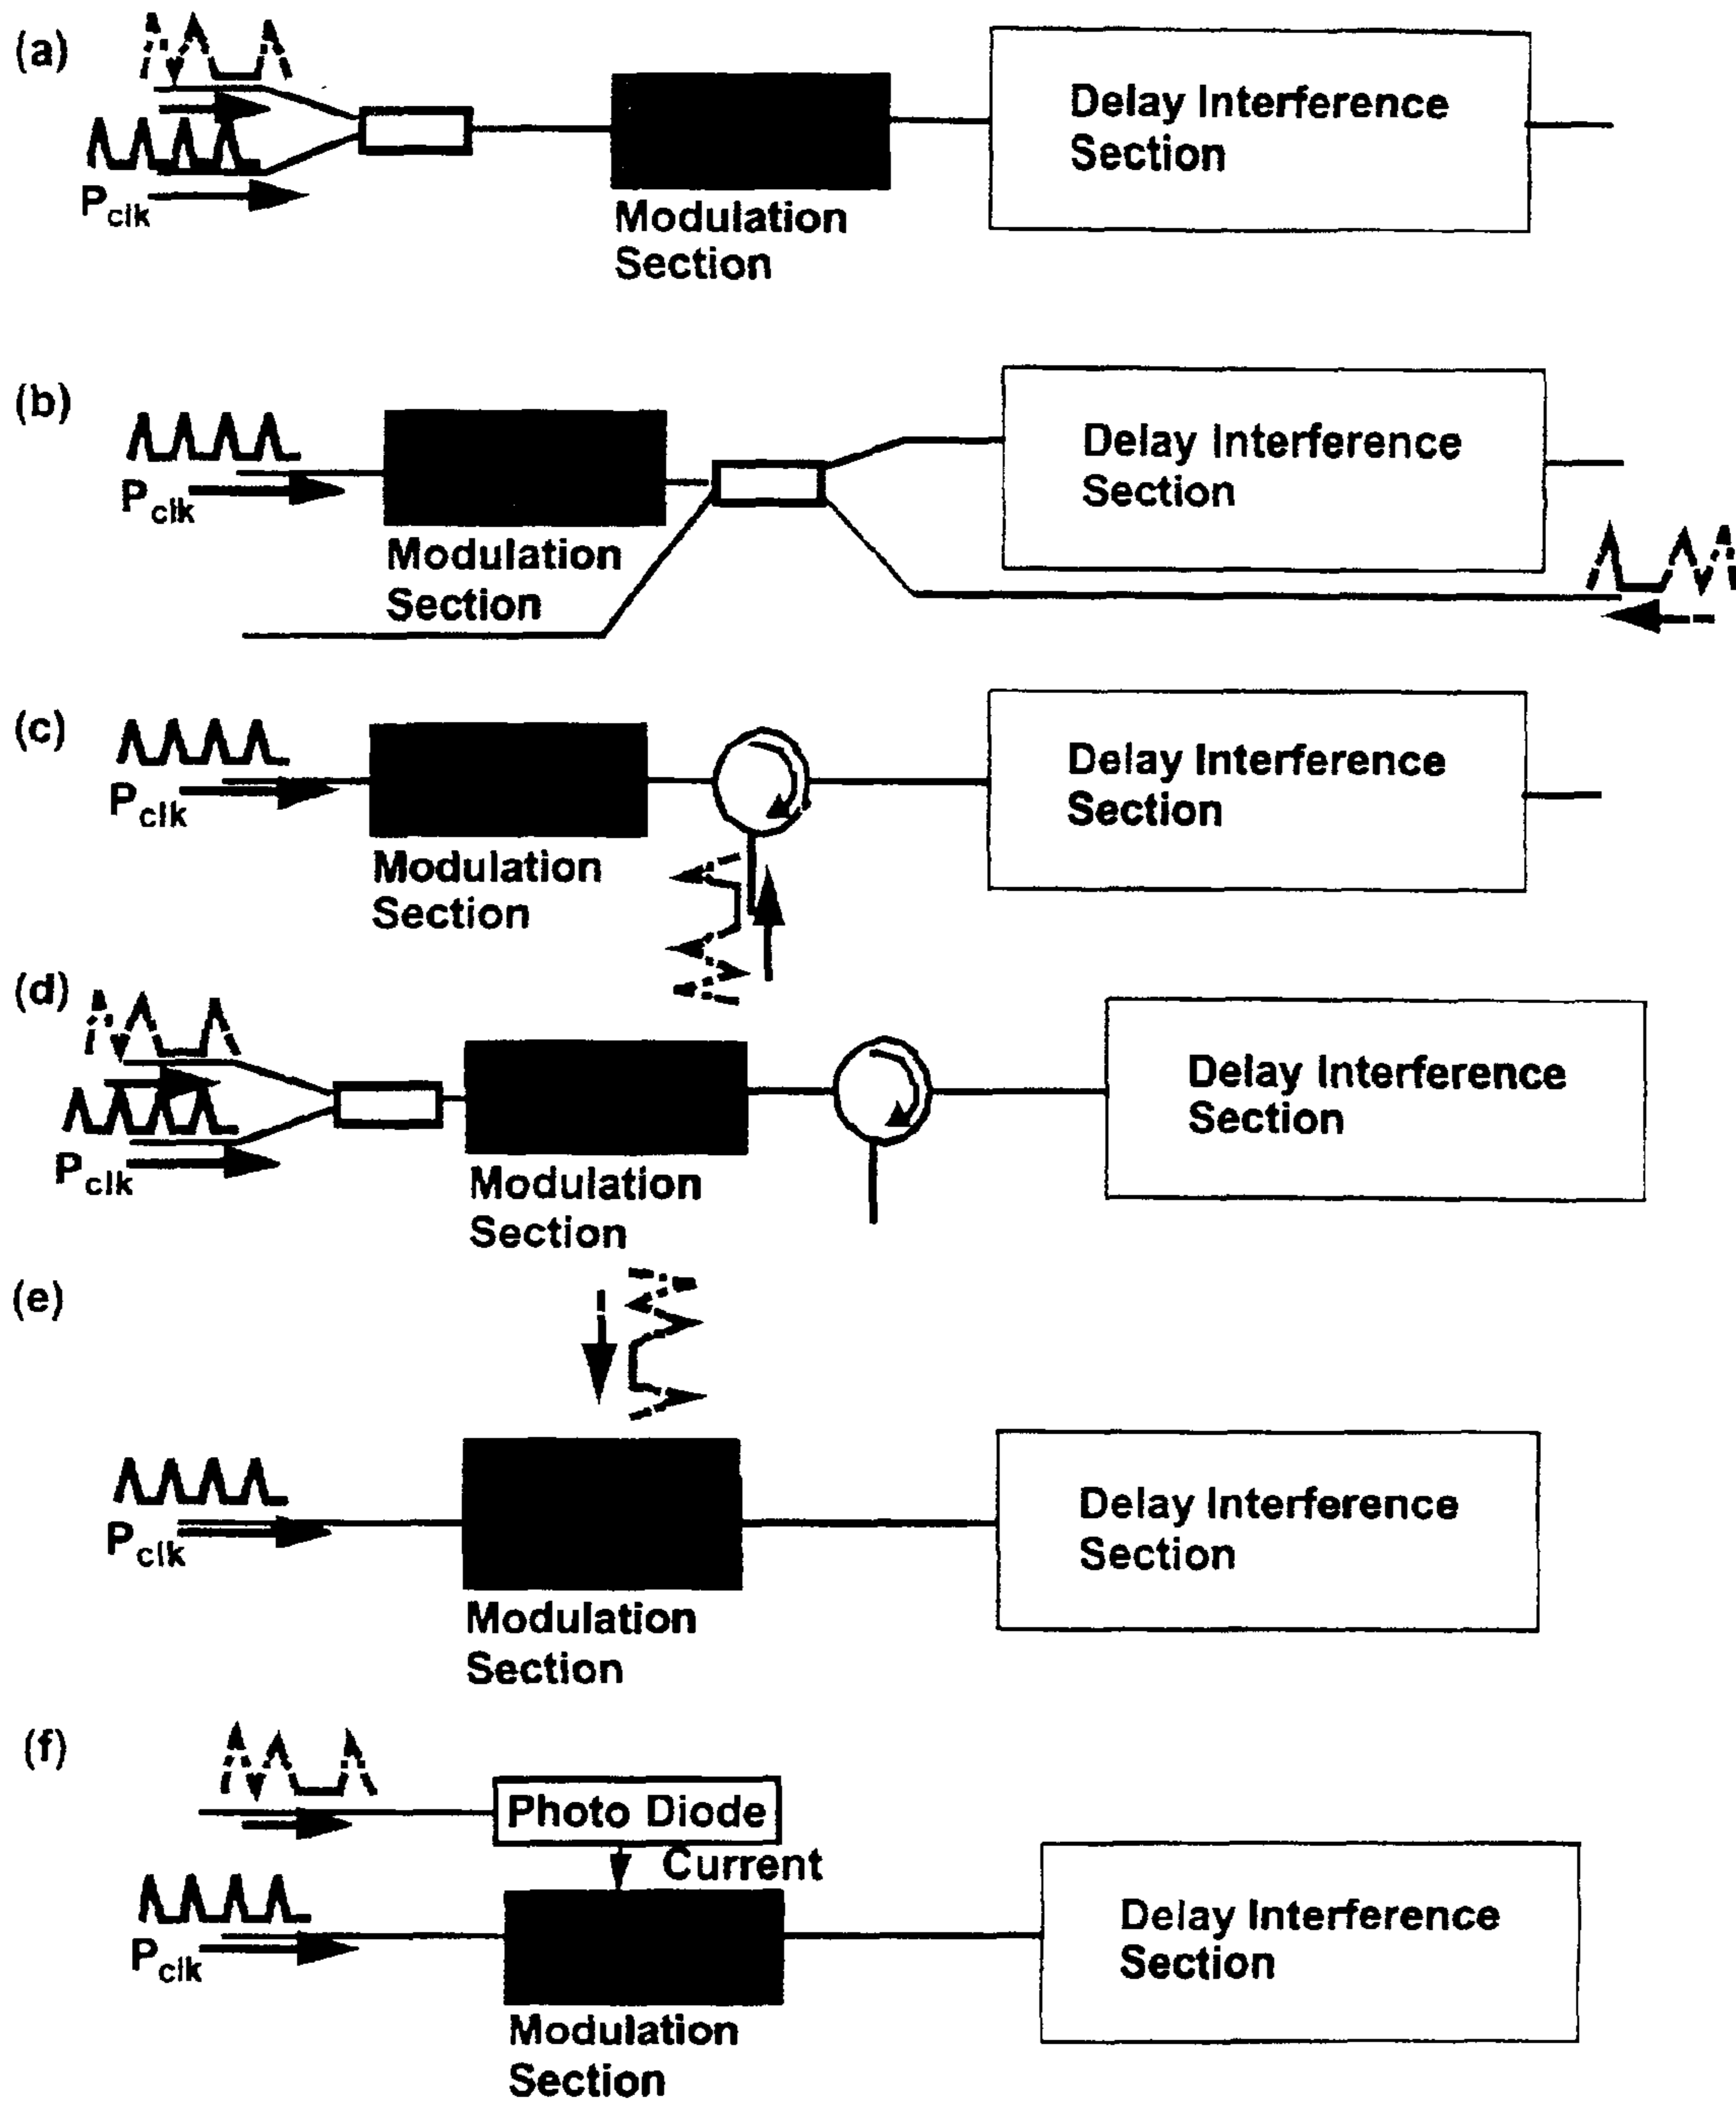 (a)
Delay Interference
Section
Pclk
Modulation
Section
(b)
Delay Interference
Section
Pclk
Modulation
Section
(c)
Delay Interference
Section
Pclk
Modulation
Section
(d)
Delay Interference
Section
Pclk
Modulation
Section
(e)
Delay Interference
Section
Pclk
Modulation
Section
(f)
Photo Diode
Current
Delay Interference
Section
Pclk
Modulation
Section